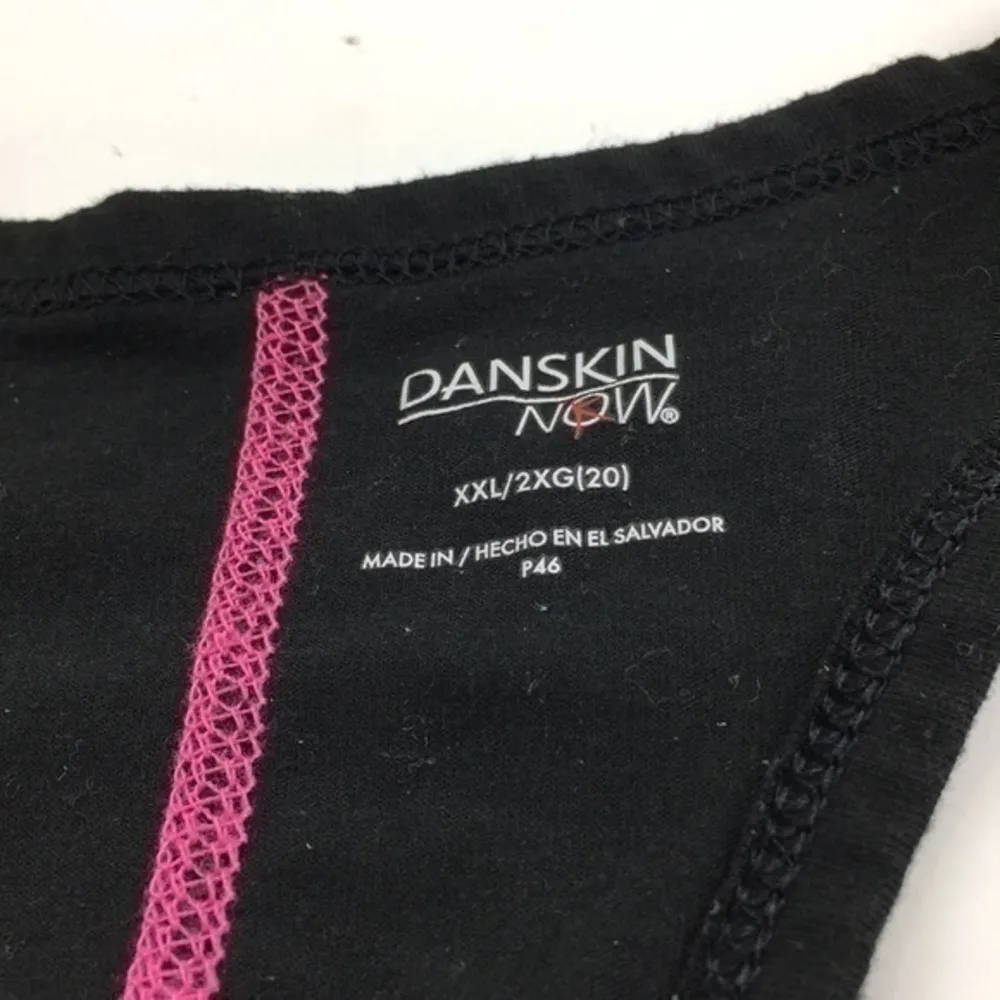 DANSKIN
NOW®
XXL/2XG(20)
MADE IN / HECHO EN EL SALVADOR
P46